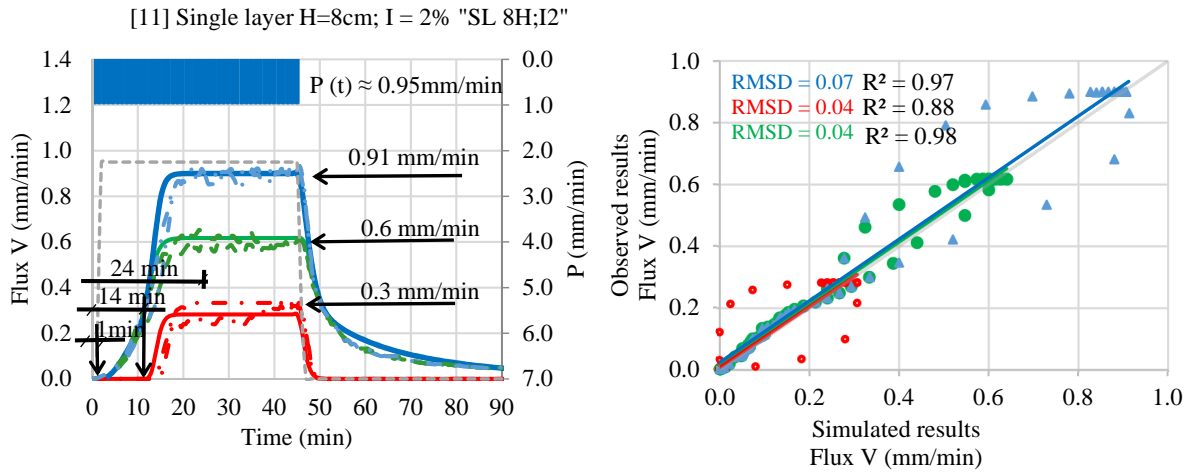 [11] Single layer H=8cm; I = 2% "SL 8H;I2"
1.4
1.2
1.0
0.8
0.6
0.4
0.2
0.0
Flux V (mm/min)
P (t) ≈ 0.95mm/min
0.91 mm/min
0.6 mm/min
0.3 mm/min
24 min
14 min
1min
0.0
1.0
2.0
3.0
4.0
5.0
6.0
7.0
P (mm/min)
0 10 20 30 40 50 60 70 80 90
Time (min)
1.0
0.8
0.6
0.4
0.2
0.0
Observed results
Flux V (mm/min)
RMSD = 0.07 R² = 0.97
RMSD = 0.04 R² = 0.88
RMSD = 0.04 R² = 0.98
0.0 0.2 0.4 0.6 0.8 1.0
Simulated results
Flux V (mm/min)